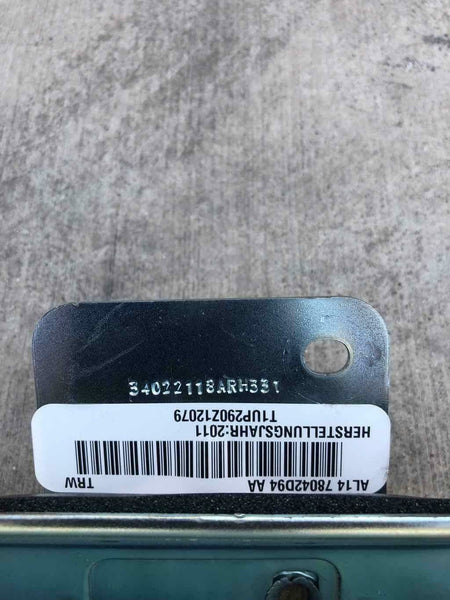 34022118ARH331
AL14 78042D94 AA
TRW
HERSTELLUNGSJAHR:2011
T1UP290Z12079